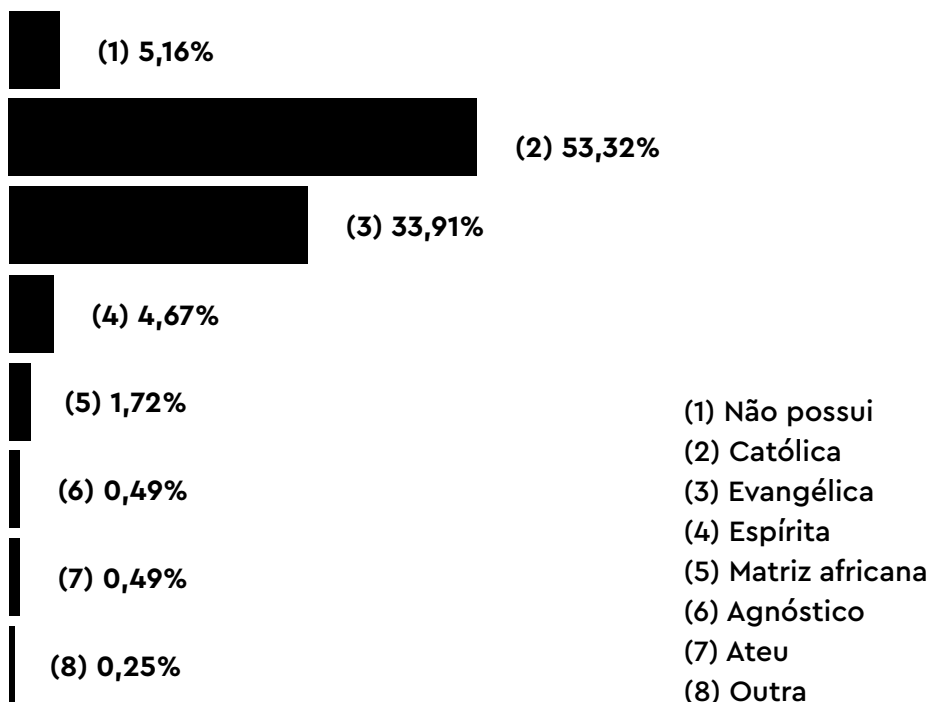 (1) 5,16%
(2) 53,32%
(3) 33,91%
(4) 4,67%
(5) 1,72%
(6) 0,49%
(7) 0,49%
(8) 0,25%
(1) Não possui
(2) Católica
(3) Evangélica
(4) Espírita
(5) Matriz africana
(6) Agnóstico
(7) Ateu
(8) Outra